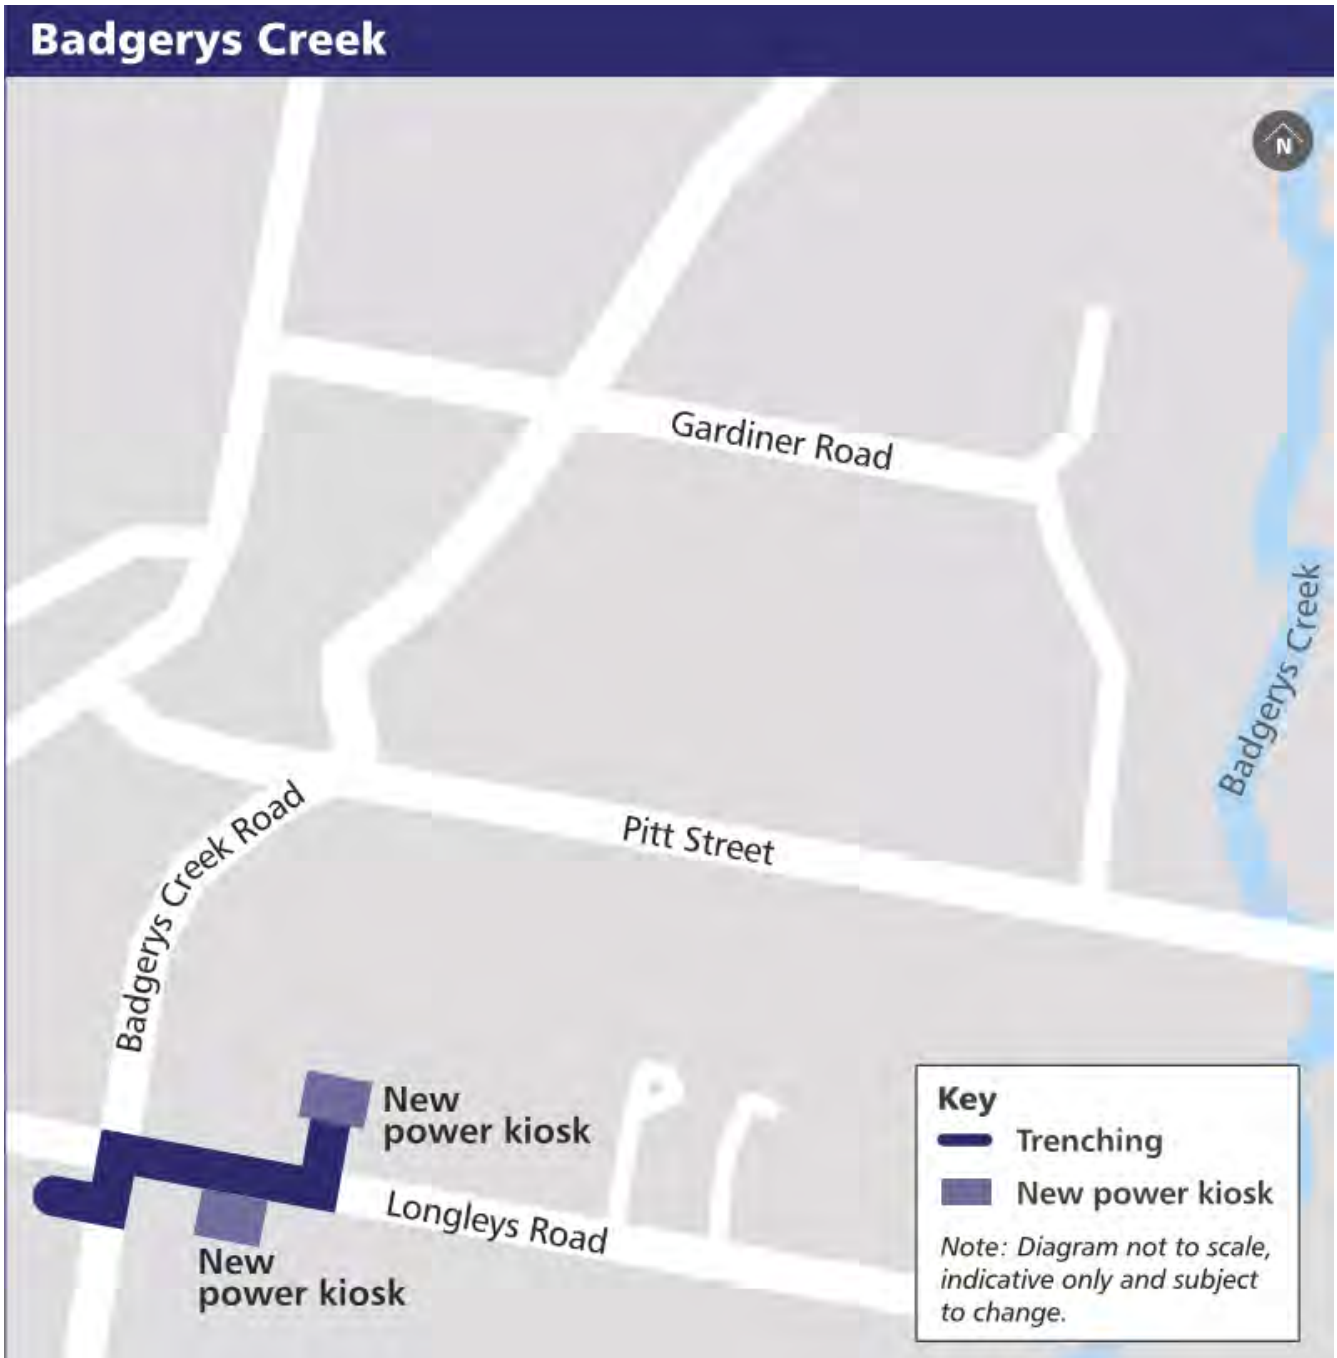 Badgerys Creek
N
Gardiner Road
Badgerys Creek
Badgerys Creek Road
Pitt Street
New
power kiosk
Longleys Road
New
power kiosk
Key
Trenching
New power kiosk
Note: Diagram not to scale,
indicative only and subject
to change.